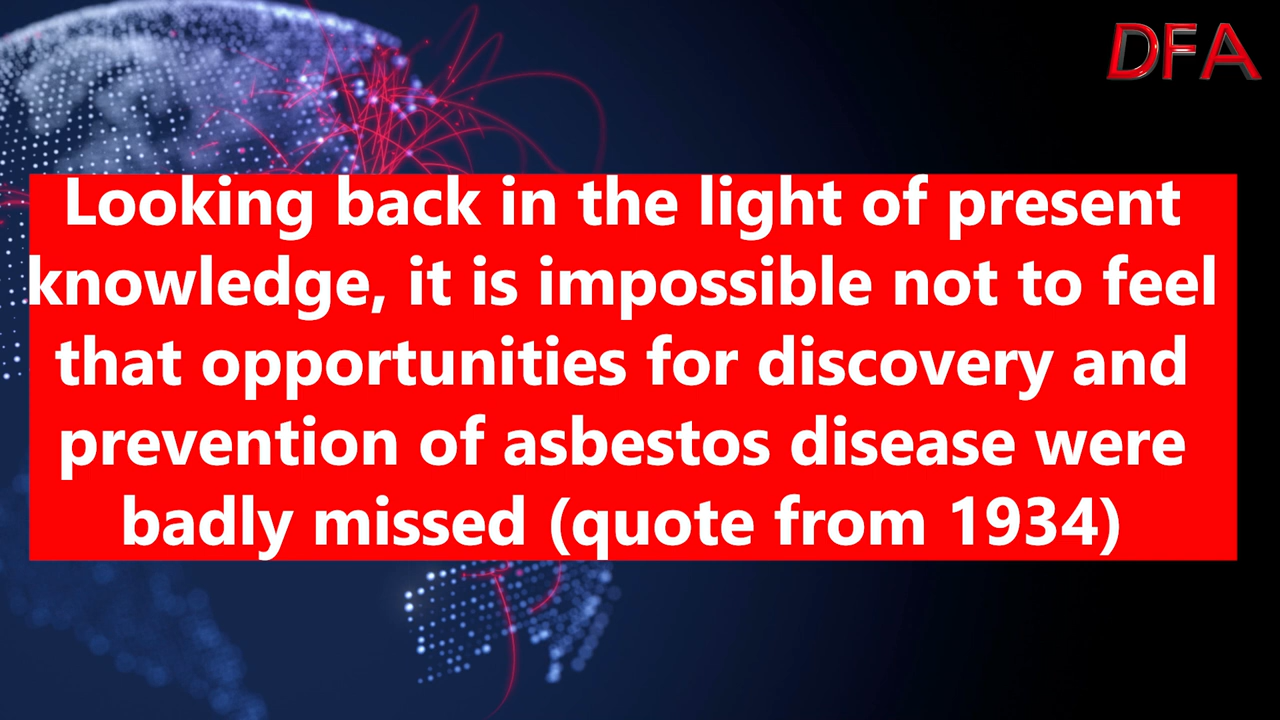 DFA
Looking back in the light of present
knowledge, it is impossible not to feel
that opportunities for discovery and
prevention of asbestos disease were
badly missed (quote from 1934)